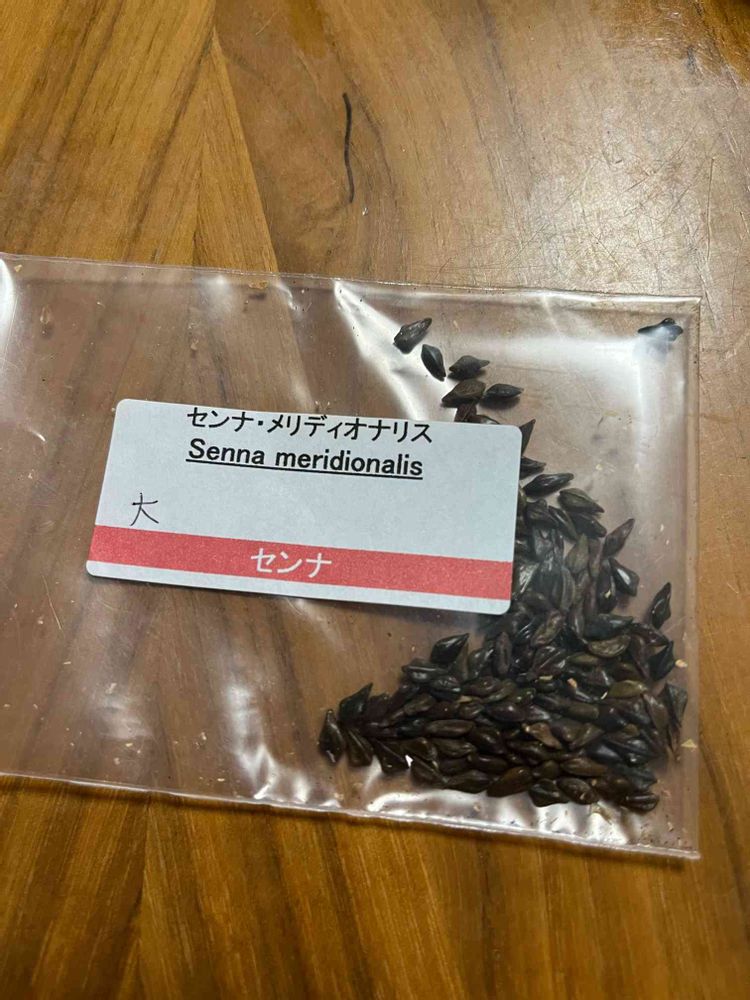 センナ・メリディオナリス
Senna meridionalis
大
センナ